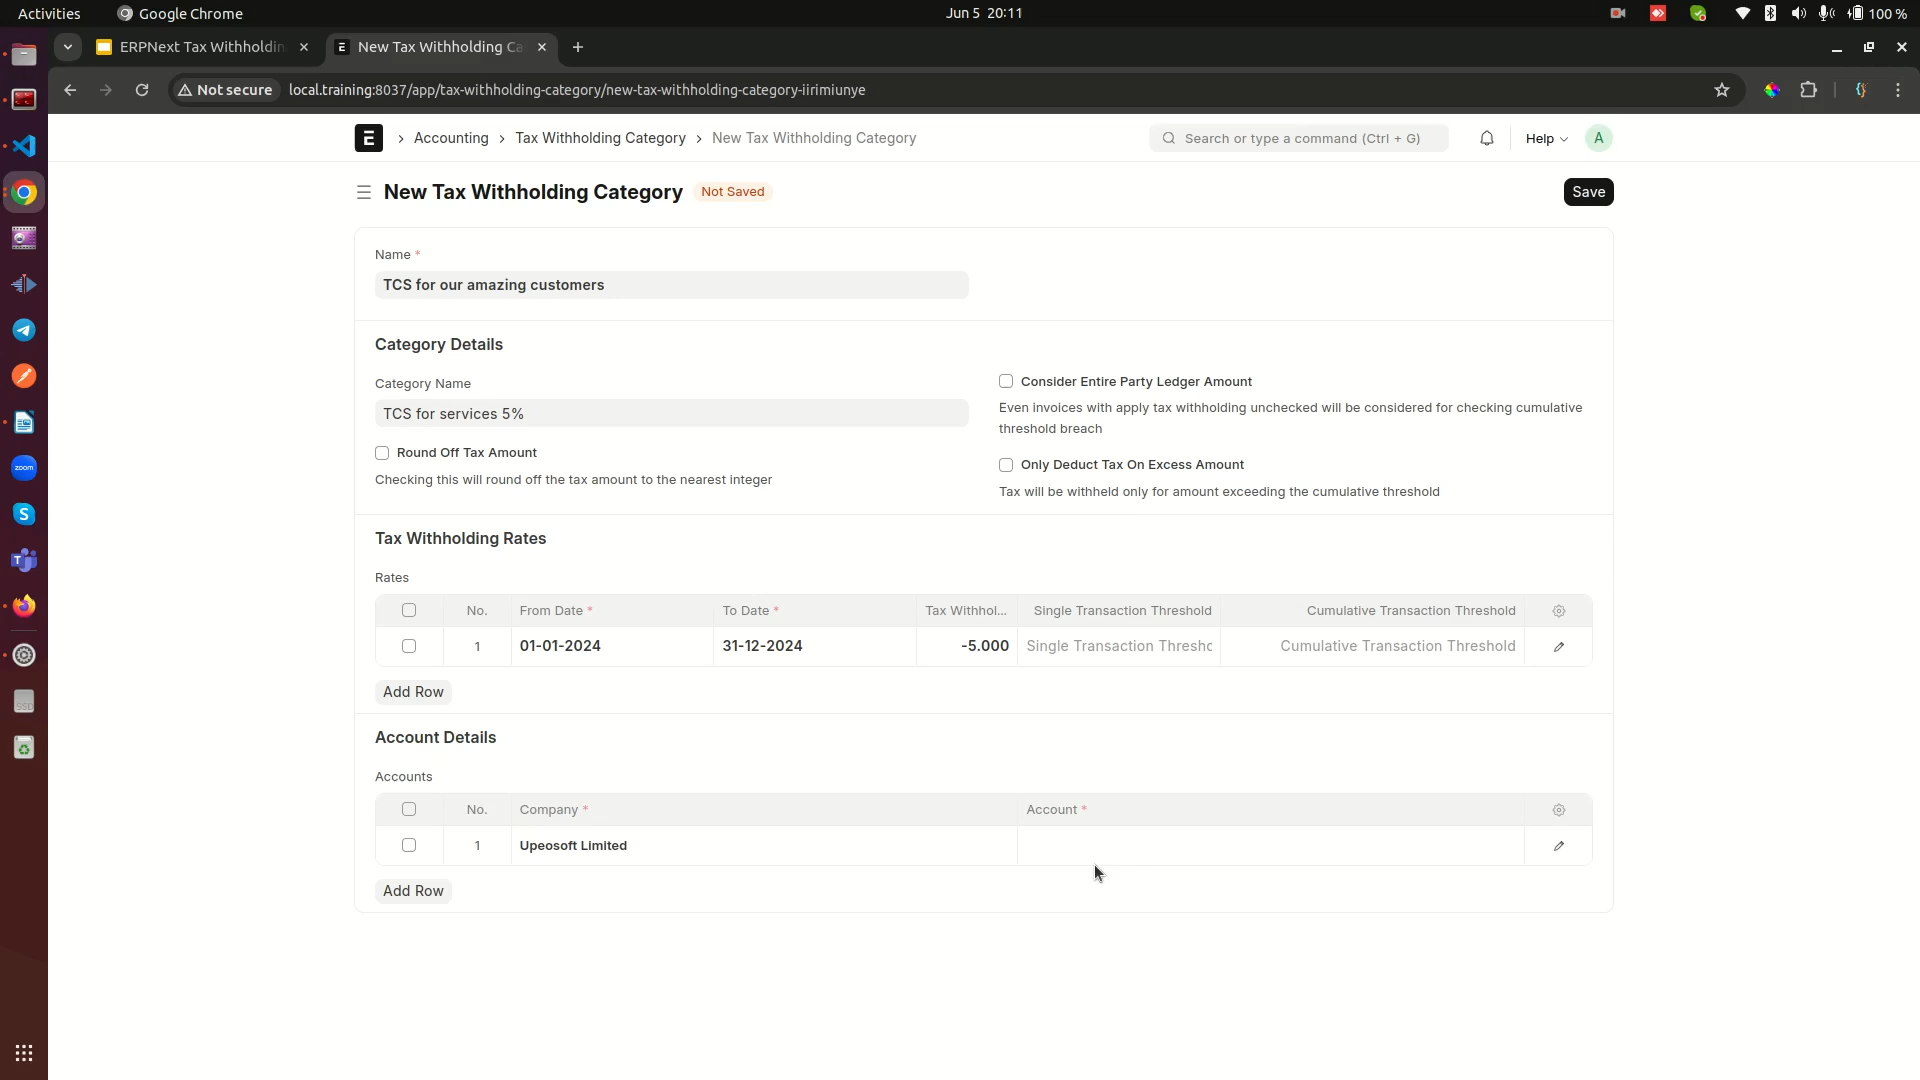 Activities
Google Chrome
Jun 5 20:11
100 %
ERPNext Tax Withholdin
New Tax Withholding Ca
Not secure
local.training:8037/app/tax-withholding-category/new-tax-withholding-category-iirimiunye
E
Accounting
Tax Withholding Category
New Tax Withholding Category
Search or type a command (Ctrl + G)
Help
A
New Tax Withholding Category
Not Saved
Save
Name *
TCS for our amazing customers
Category Details
Category Name
TCS for services 5%
Round Off Tax Amount
Checking this will round off the tax amount to the nearest integer
Consider Entire Party Ledger Amount
Even invoices with apply tax withholding unchecked will be considered for checking cumulative
threshold breach
Only Deduct Tax On Excess Amount
Tax will be withheld only for amount exceeding the cumulative threshold
Tax Withholding Rates
Rates
No. From Date * To Date * Tax Withhol... Single Transaction Threshold Cumulative Transaction Threshold
1 01-01-2024 31-12-2024 -5.000 Single Transaction Thresho Cumulative Transaction Threshold
Add Row
Account Details
Accounts
No. Company * Account *
1 Upeosoft Limited
Add Row
zoom
SSD